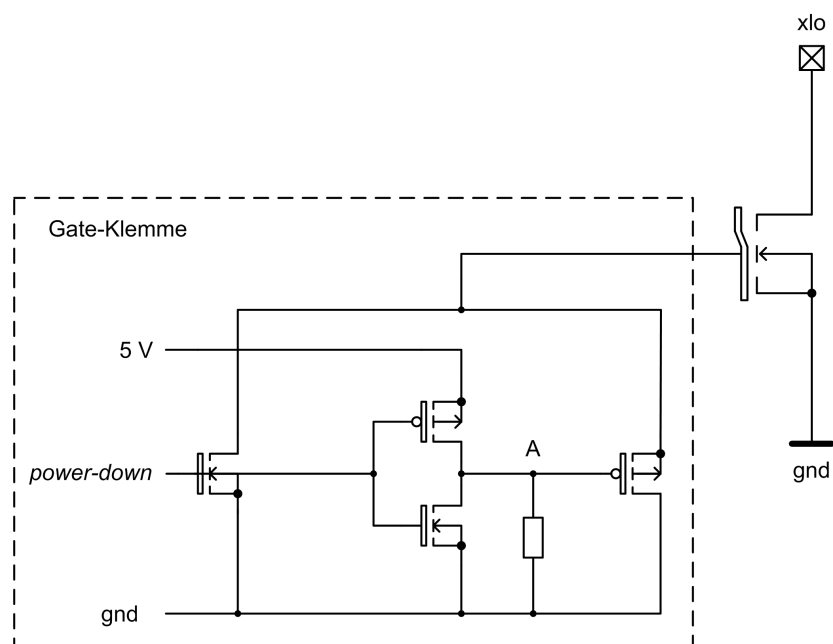 xlo
Gate-Klemme
5 V
A
power-down
gnd
gnd